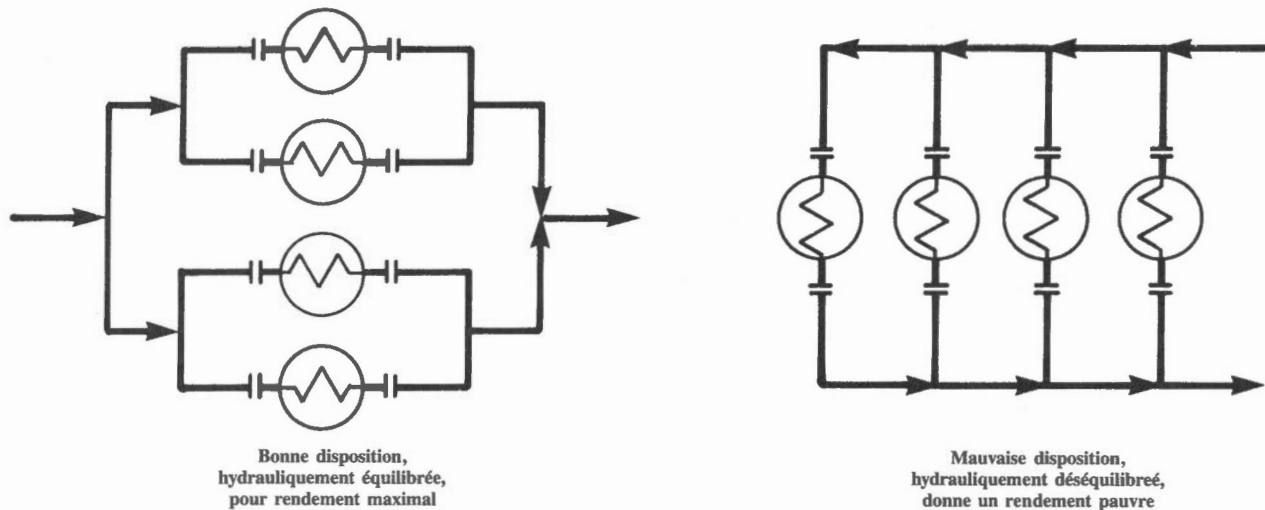 Bonne disposition,
hydrauliquement équilibrée,
pour rendement maximal
Mauvaise disposition,
hydrauliquement déséquilibreé,
donne un rendement pauvre